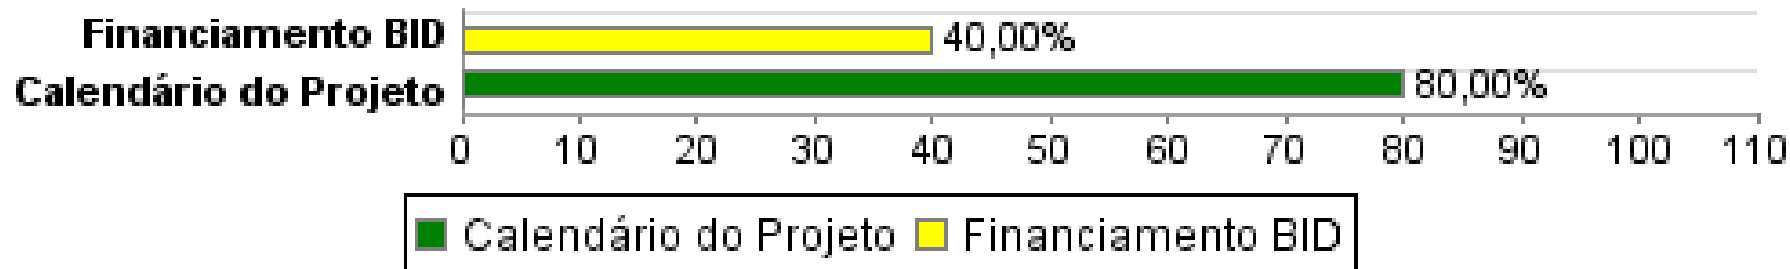 Financiamento BID 40,00%
Calendário do Projeto 80,00%
0 10 20 30 40 50 60 70 80 90 100 110
Calendário do Projeto Financiamento BID